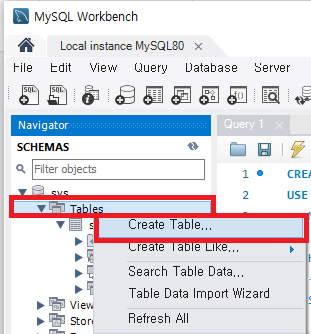 MySQL Workbench
Local instance MySQL80
File Edit View Query Database Server
Navigator
Query 1
SCHEMAS
Filter objects
1
CREA
sys
2
USE
Tables
3
s
4
Create Table...
Create Table Like...
Search Table Data...
Table Data Import Wizard
Refresh All
View
Stor